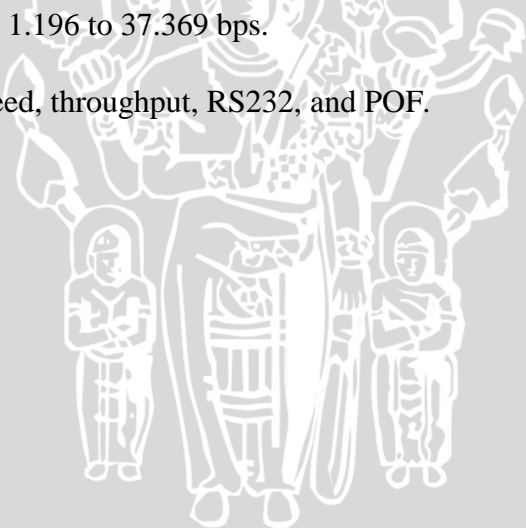 1.196 to 37.369 bps.
eed, throughput, RS232, and POF.